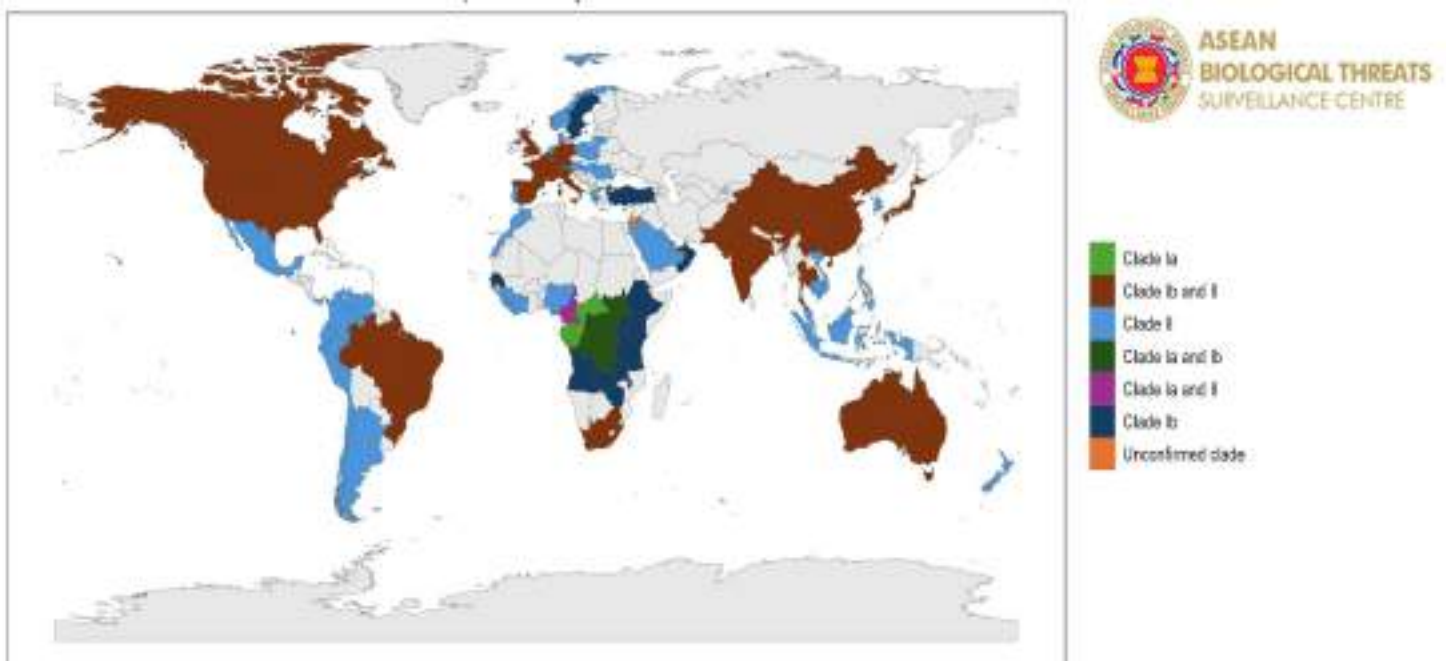 ASEAN
BIOLOGICAL THREATS
SURVEILLANCE CENTRE
Clade Ia
Clade Ib and II
Clade II
Clade Ia and Ib
Clade Ia and II
Clade Ib
Unconfirmed clade